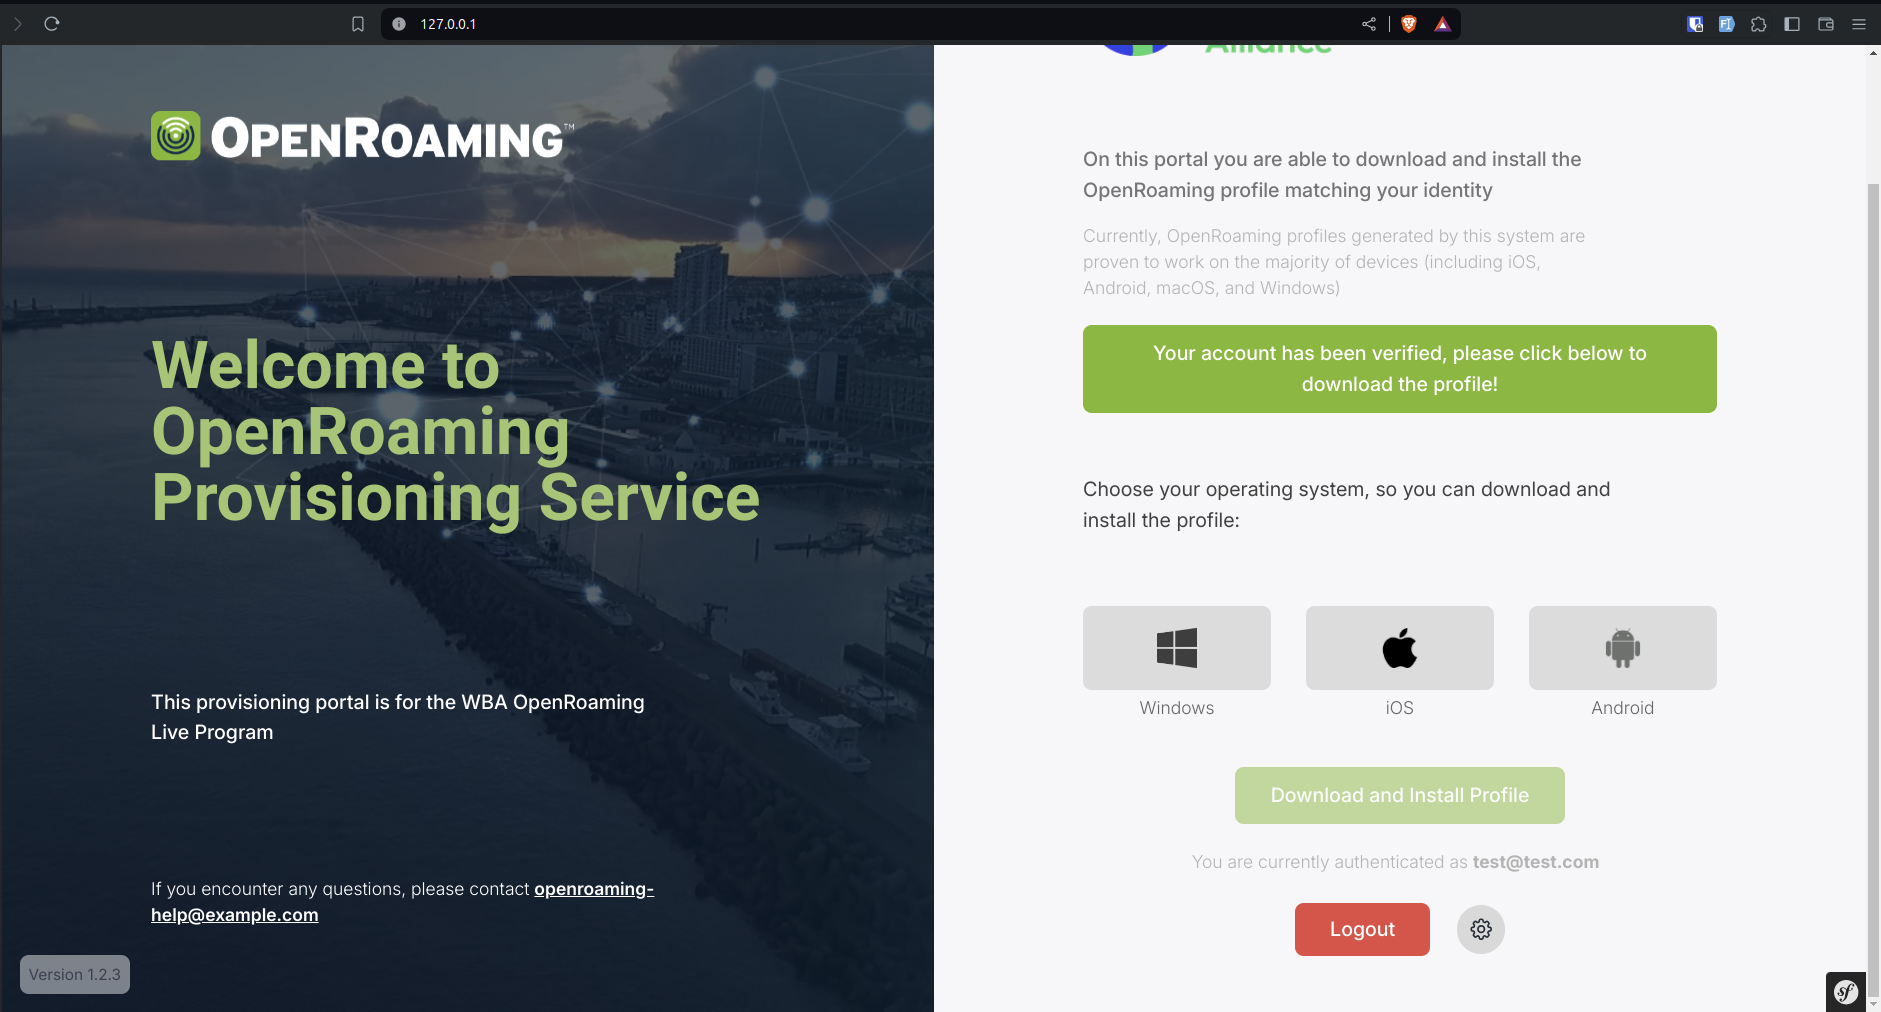 127.0.0.1
OPENROAMING™
Welcome to
OpenRoaming
Provisioning Service
This provisioning portal is for the WBA OpenRoaming
Live Program
If you encounter any questions, please contact openroaming-
help@example.com
Version 1.2.3
Alliance
On this portal you are able to download and install the
OpenRoaming profile matching your identity
Currently, OpenRoaming profiles generated by this system are
proven to work on the majority of devices (including iOS,
Android, macOS, and Windows)
Your account has been verified, please click below to
download the profile!
Choose your operating system, so you can download and
install the profile:
Windows
iOS
Android
Download and Install Profile
You are currently authenticated as test@test.com
Logout
sf